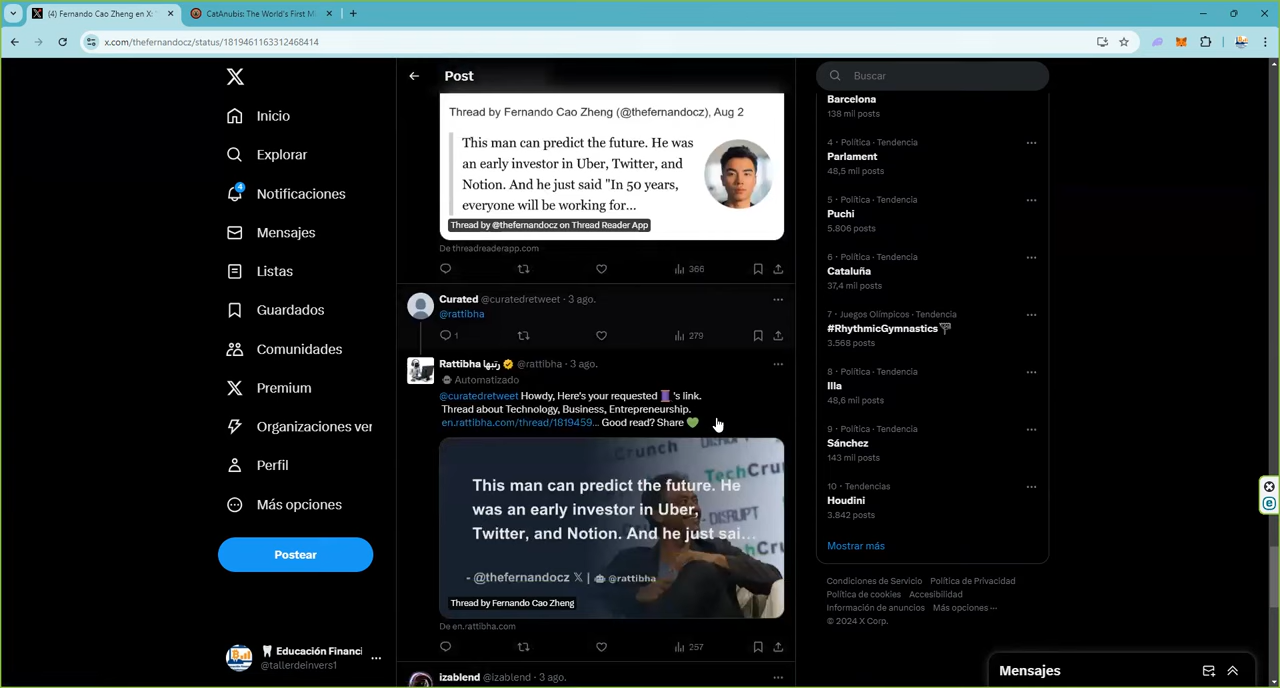 (4) Fernando Cao Zheng en X:
CatAnubis: The World's First M
x.com/thefernandocz/status/1819461163312468414
Inicio
Explorar
4
Notificaciones
Mensajes
Listas
Guardados
Comunidades
Premium
Organizaciones ver
Perfil
Más opciones
Postear
Educación Financi
@tallerdeinvers1
Post
Thread by Fernando Cao Zheng (@thefernandocz), Aug 2
This man can predict the future. He was
an early investor in Uber, Twitter, and
Notion. And he just said "In 50 years,
everyone will be working for...
Thread by @thefernandocz on Thread Reader App
De threadreaderapp.com
366
Curated @curatedretweet · 3 ago.
@rattibha
1
279
Rattibha رتبها @rattibha · 3 ago.
Automatizado
@curatedretweet Howdy, Here's your requested 🧵 's link.
Thread about Technology, Business, Entrepreneurship.
en.rattibha.com/thread/1819459... Good read? Share 💚
Crunch
TechCrunch
DISRUPT
This man can predict the future. He
was an early investor in Uber,
Twitter, and Notion. And he just sai...
- @thefernandocz X | @rattibha
Thread by Fernando Cao Zheng
De en.rattibha.com
257
izablend @izablend · 3 ago.
Buscar
Barcelona
138 mil posts
4 · Política · Tendencia
Parlament
48,5 mil posts
5 · Política · Tendencia
Puchi
5.806 posts
6 · Política · Tendencia
Cataluña
37,4 mil posts
7 · Juegos Olímpicos · Tendencia
#RhythmicGymnastics
3.568 posts
8 · Política · Tendencia
Illa
48,6 mil posts
9 · Política · Tendencia
Sánchez
143 mil posts
10 · Tendencias
Houdini
3.842 posts
Mostrar más
Condiciones de Servicio Política de Privacidad
Política de cookies Accesibilidad
Información de anuncios Más opciones ···
© 2024 X Corp.
Mensajes